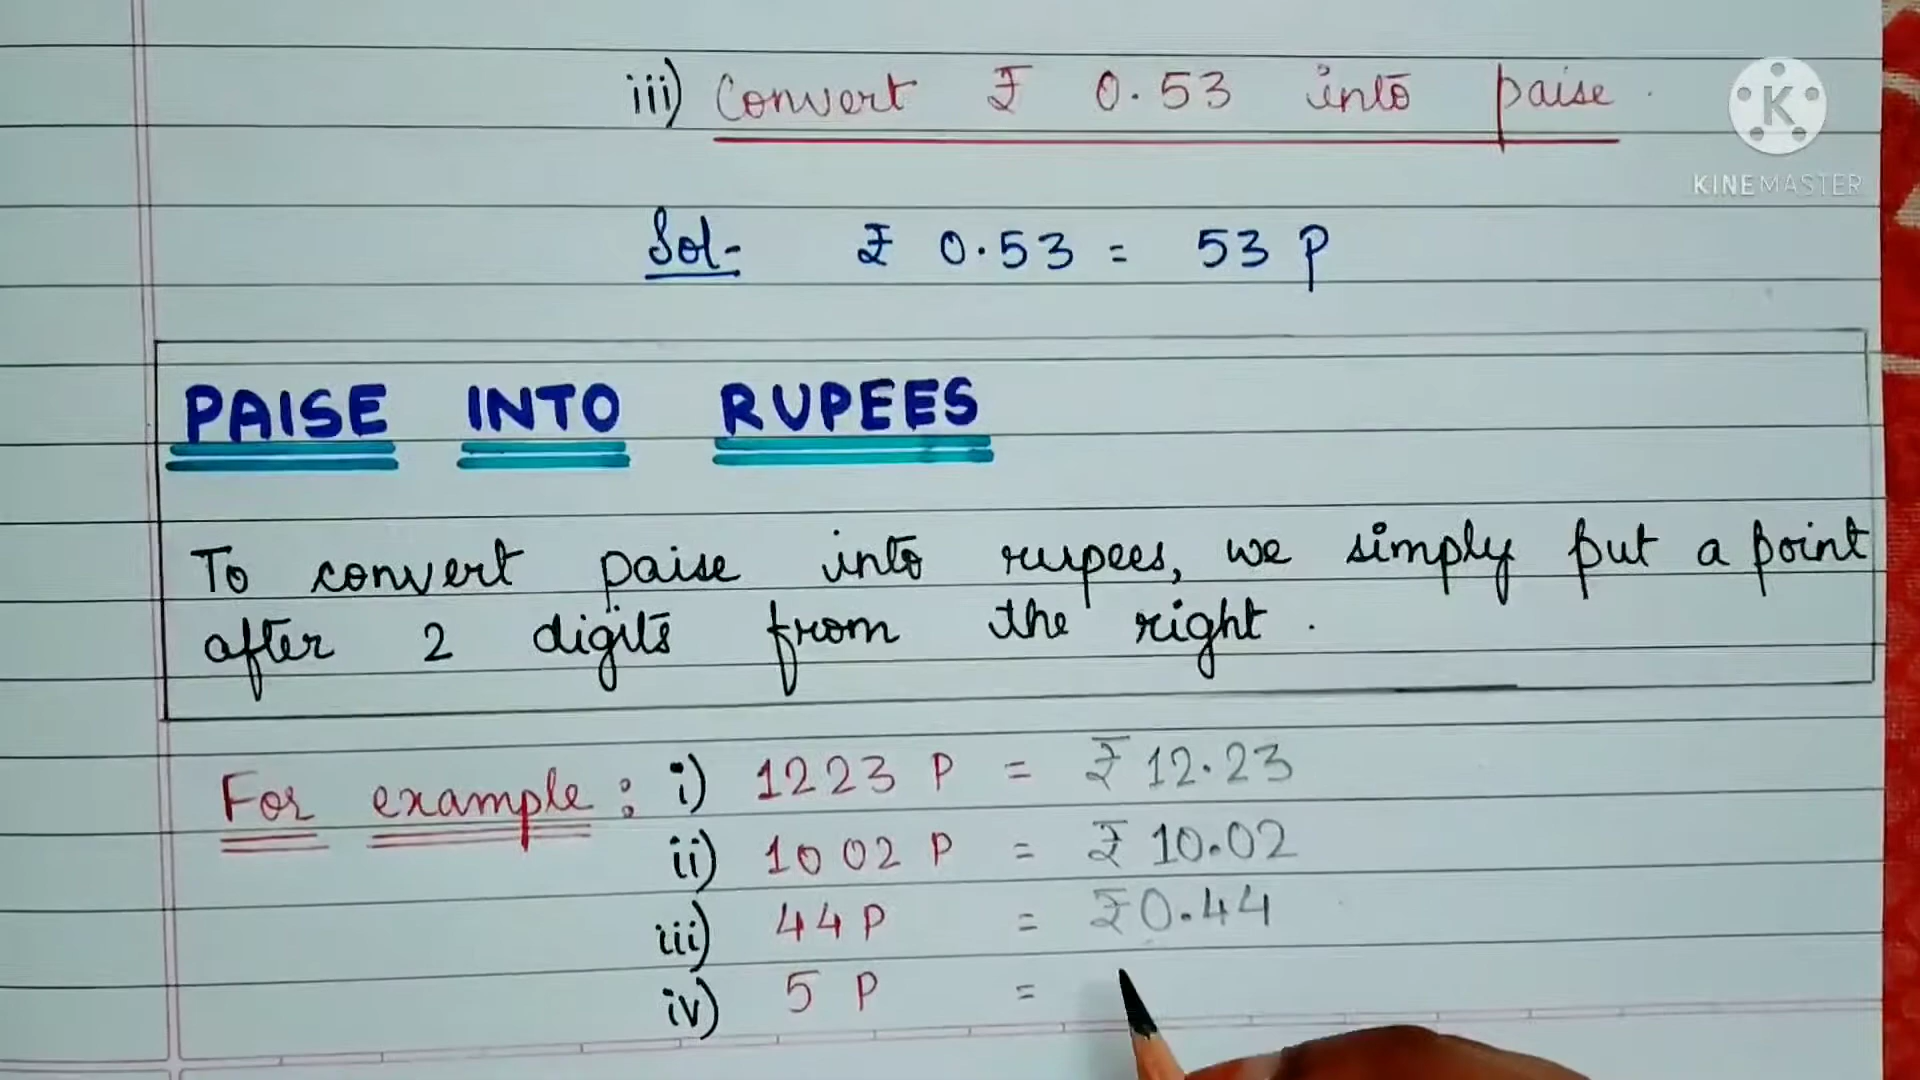 iii) Convert ₹ 0.53 into paise.
KINEMASTER
Sol- ₹ 0.53 = 53 P
PAISE INTO RUPEES
To convert paise into rupees, we simply put a point
after 2 digits from the right.
For example : i) 1223 P = ₹ 12.23
ii) 1002 P = ₹ 10.02
iii) 44 P = ₹ 0.44
iv) 5 P =